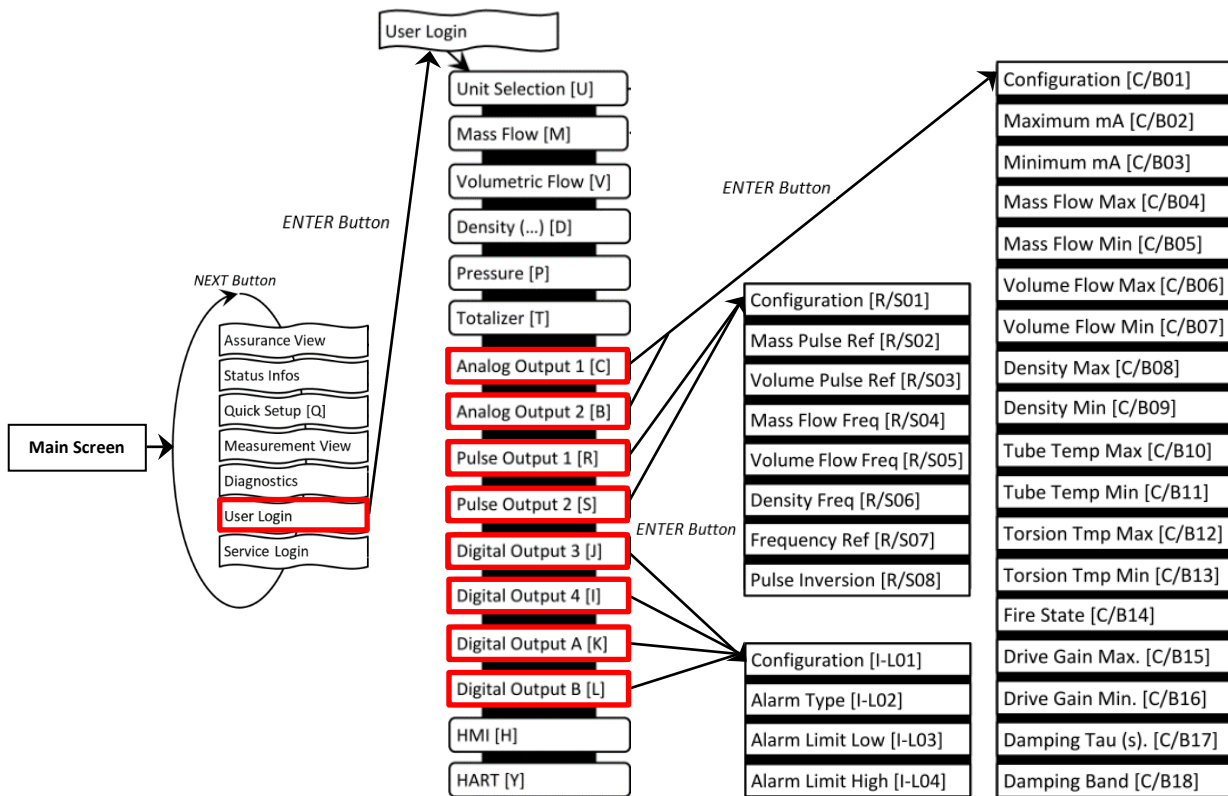 User Login
Unit Selection [U]
Mass Flow [M]
Volumetric Flow [V]
Density (...) [D]
Pressure [P]
Totalizer [T]
Analog Output 1 [C]
Analog Output 2 [B]
Pulse Output 1 [R]
Pulse Output 2 [S]
Digital Output 3 [J]
Digital Output 4 [I]
Digital Output A [K]
Digital Output B [L]
HMI [H]
HART [Y]
ENTER Button
NEXT Button
Assurance View
Status Infos
Quick Setup [Q]
Measurement View
Diagnostics
User Login
Service Login
Main Screen
ENTER Button
Configuration [R/S01]
Mass Pulse Ref [R/S02]
Volume Pulse Ref [R/S03]
Mass Flow Freq [R/S04]
Volume Flow Freq [R/S05]
Density Freq [R/S06]
Frequency Ref [R/S07]
Pulse Inversion [R/S08]
ENTER Button
Configuration [I-L01]
Alarm Type [I-L02]
Alarm Limit Low [I-L03]
Alarm Limit High [I-L04]
Configuration [C/B01]
Maximum mA [C/B02]
Minimum mA [C/B03]
Mass Flow Max [C/B04]
Mass Flow Min [C/B05]
Volume Flow Max [C/B06]
Volume Flow Min [C/B07]
Density Max [C/B08]
Density Min [C/B09]
Tube Temp Max [C/B10]
Tube Temp Min [C/B11]
Torsion Tmp Max [C/B12]
Torsion Tmp Min [C/B13]
Fire State [C/B14]
Drive Gain Max. [C/B15]
Drive Gain Min. [C/B16]
Damping Tau (s). [C/B17]
Damping Band [C/B18]